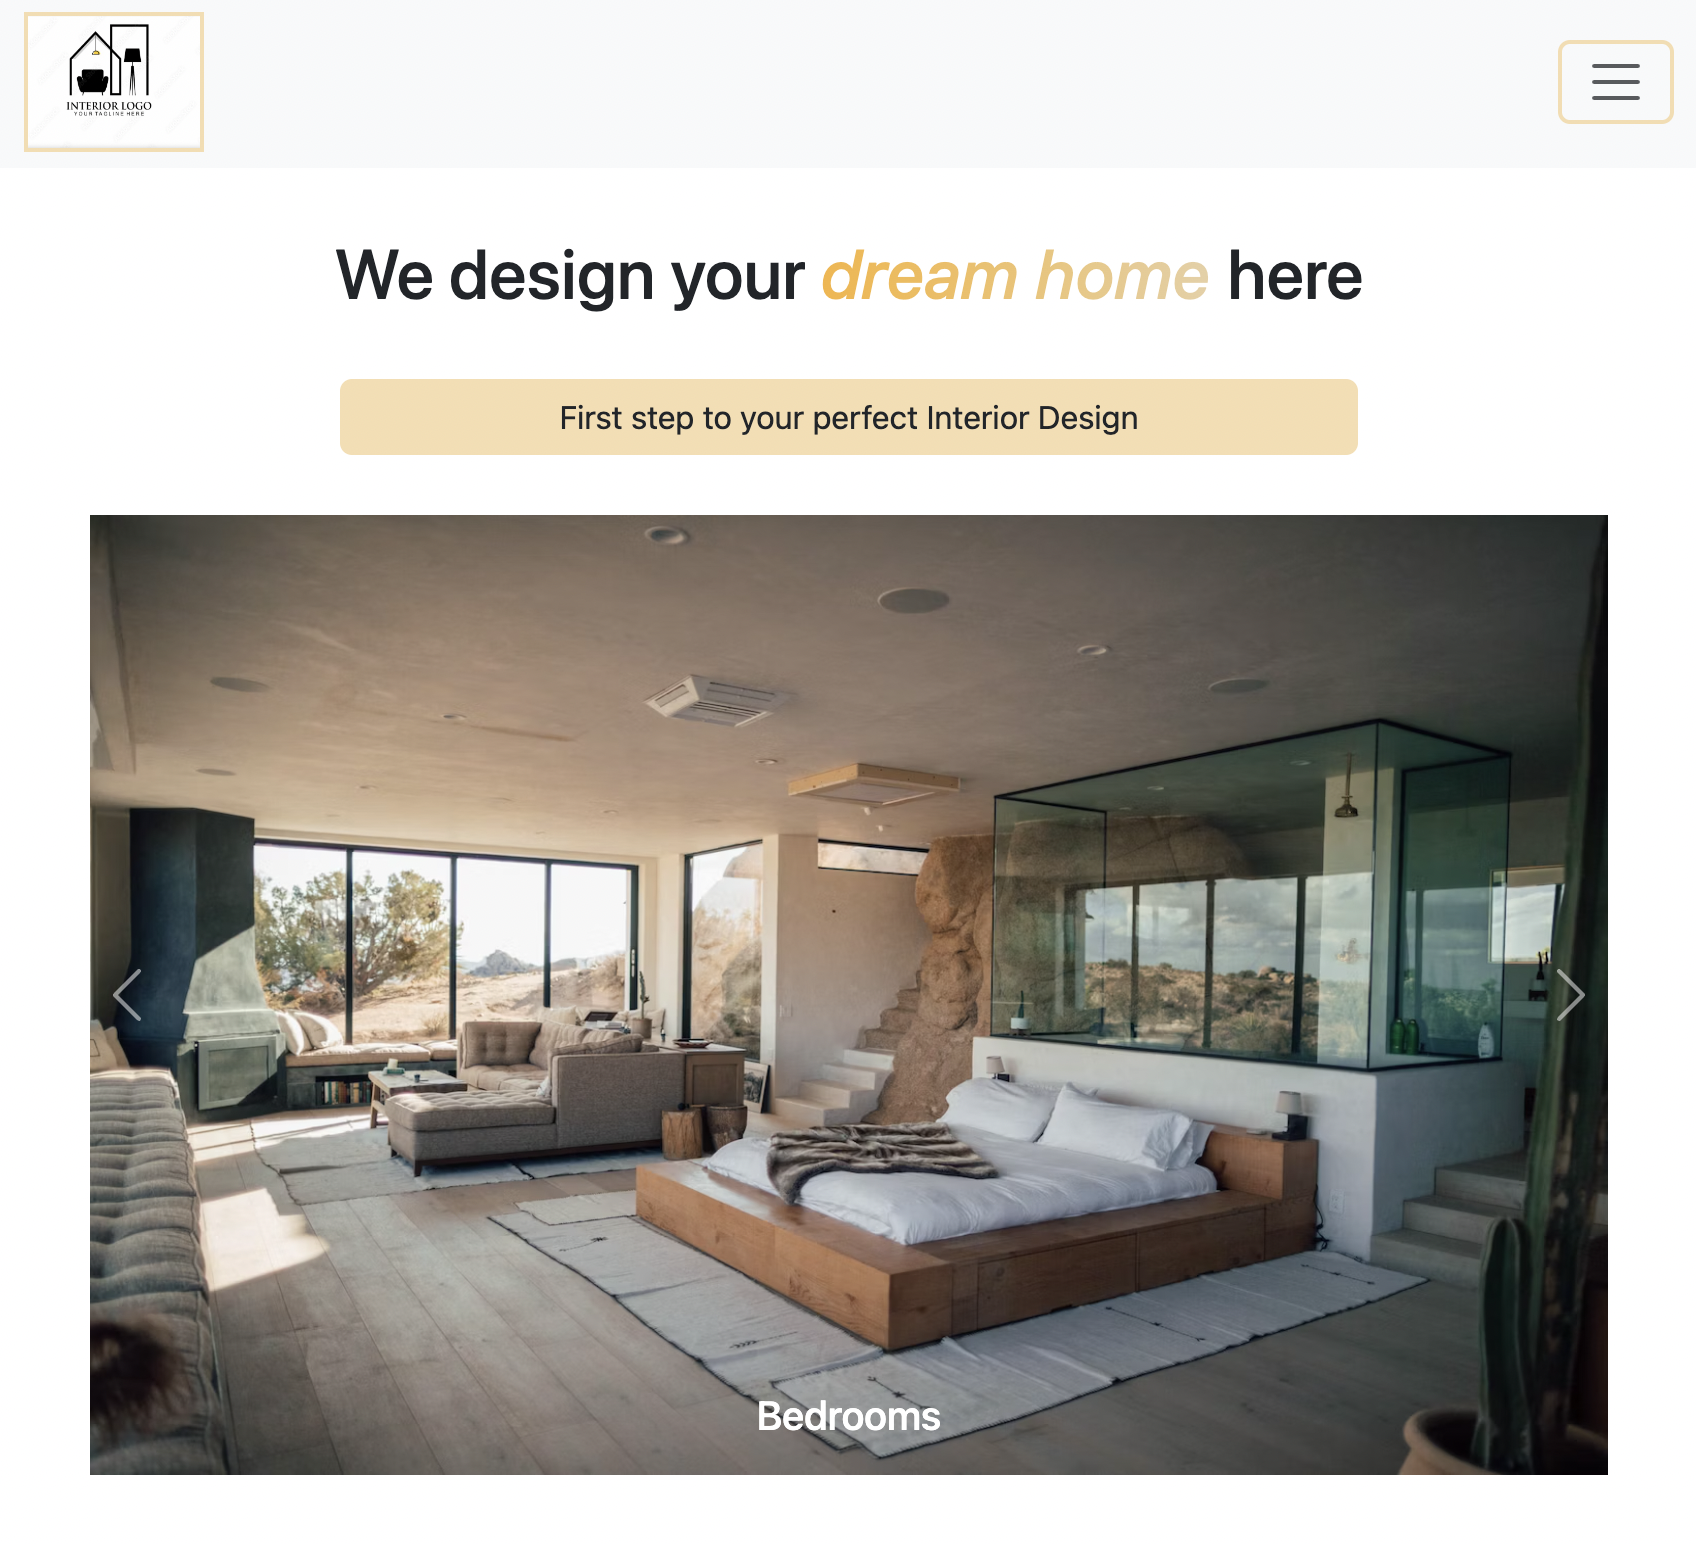 INTERIOR LOGO
YOUR TAGLINE HERE
We design your dream home here
First step to your perfect Interior Design
Bedrooms